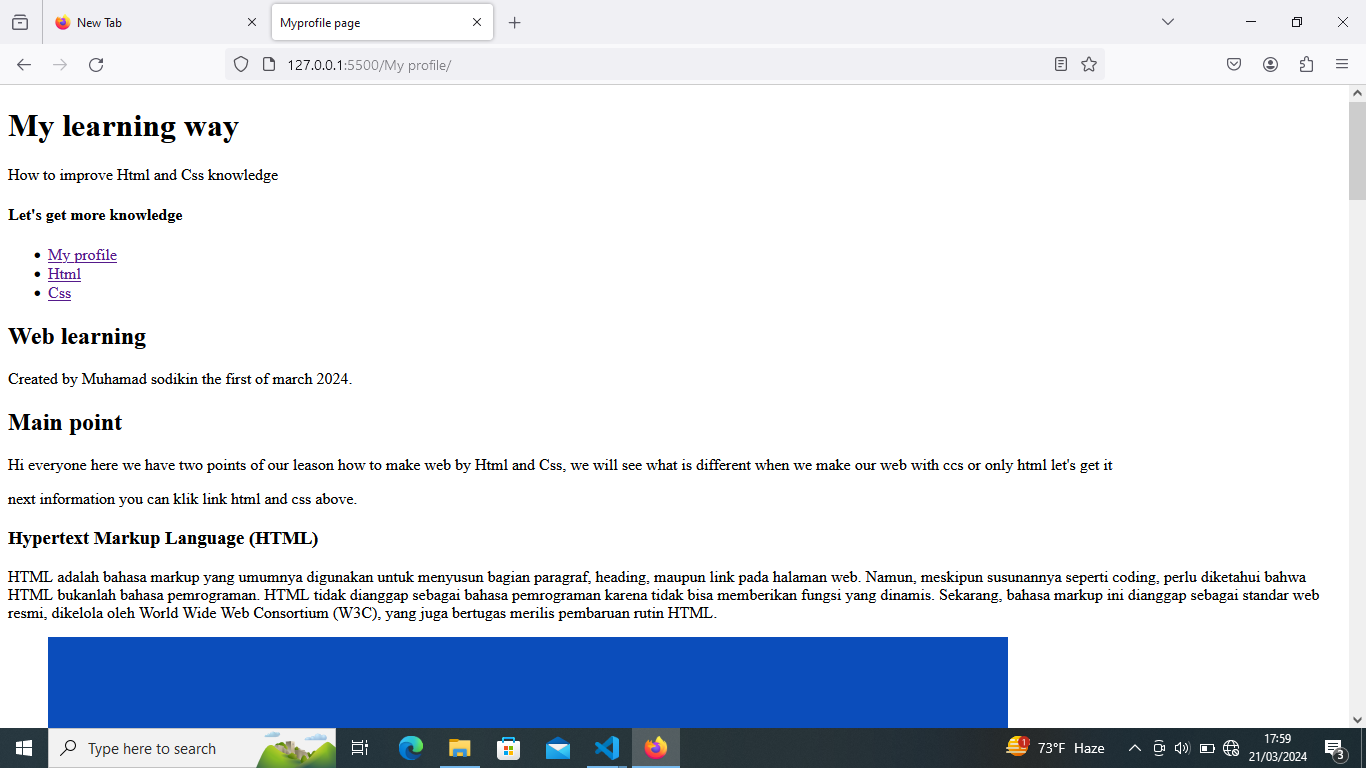 New Tab
Myprofile page
127.0.0.1:5500/My profile/
My learning way
How to improve Html and Css knowledge
Let's get more knowledge
My profile
Html
Css
Web learning
Created by Muhamad sodikin the first of march 2024.
Main point
Hi everyone here we have two points of our leason how to make web by Html and Css, we will see what is different when we make our web with ccs or only html let's get it
next information you can klik link html and css above.
Hypertext Markup Language (HTML)
HTML adalah bahasa markup yang umumnya digunakan untuk menyusun bagian paragraf, heading, maupun link pada halaman web. Namun, meskipun susunannya seperti coding, perlu diketahui bahwa
HTML bukanlah bahasa pemrograman. HTML tidak dianggap sebagai bahasa pemrograman karena tidak bisa memberikan fungsi yang dinamis. Sekarang, bahasa markup ini dianggap sebagai standar web
resmi, dikelola oleh World Wide Web Consortium (W3C), yang juga bertugas merilis pembaruan rutin HTML.
Type here to search
1
73°F Haze
17:59
21/03/2024
3